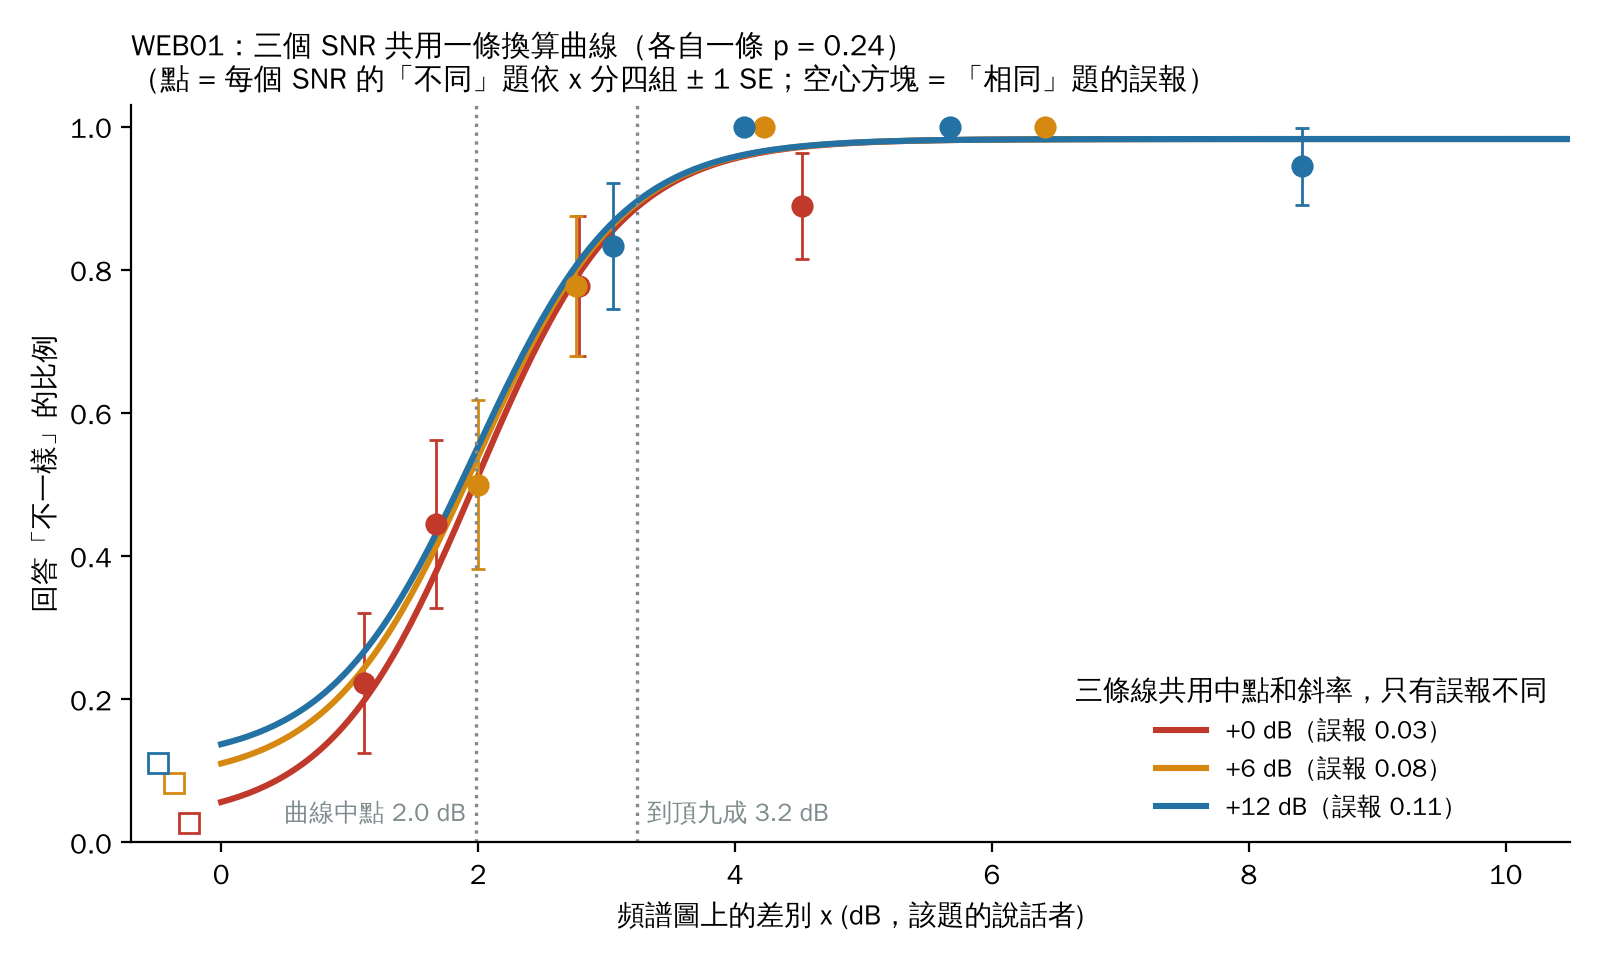 WEB01：三個 SNR 共用一條換算曲線（各自一條 p = 0.24）
（點 = 每個 SNR 的「不同」題依 x 分四組 ± 1 SE；空心方塊 = 「相同」題的誤報）
回答「不一樣」的比例
1.0
0.8
0.6
0.4
0.2
0.0
曲線中點 2.0 dB
到頂九成 3.2 dB
三條線共用中點和斜率，只有誤報不同
+0 dB（誤報 0.03）
+6 dB（誤報 0.08）
+12 dB（誤報 0.11）
0
2
4
6
8
10
頻譜圖上的差別 x (dB，該題的說話者)